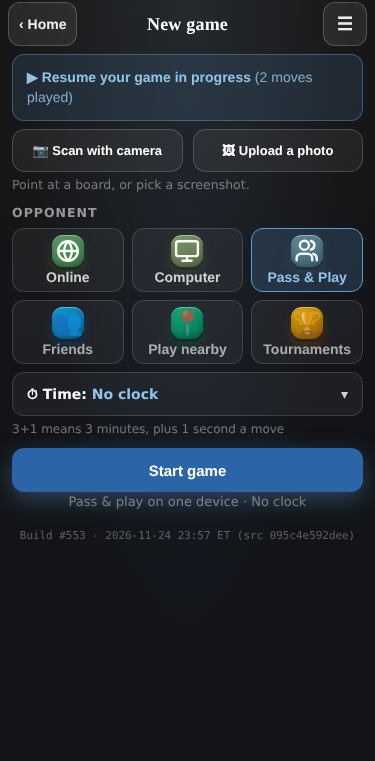 ‹ Home
New game
☰
▶ Resume your game in progress (2 moves
played)
📷 Scan with camera
🖼 Upload a photo
Point at a board, or pick a screenshot.
OPPONENT
Online
Computer
Pass & Play
Friends
Play nearby
Tournaments
⏱ Time: No clock ▼
3+1 means 3 minutes, plus 1 second a move
Start game
Pass & play on one device · No clock
Build #553 - 2026-11-24 23:57 ET (src 095c4e592dee)